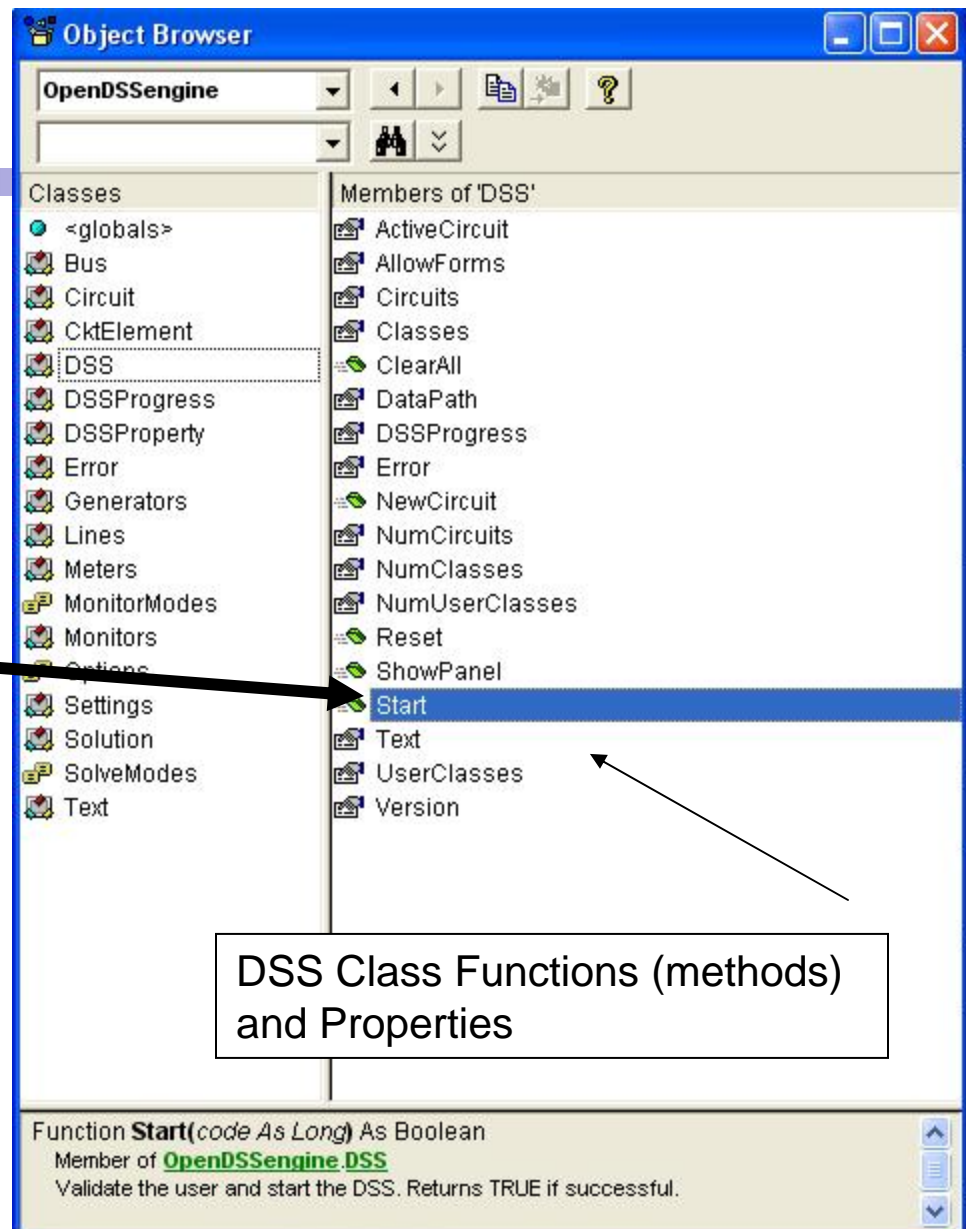 Object Browser
OpenDSSengine
Classes
<globals>
Bus
Circuit
CktElement
DSS
DSSProgress
DSSProperty
Error
Generators
Lines
Meters
MonitorModes
Monitors
Options
Settings
Solution
SolveModes
Text
Members of 'DSS'
ActiveCircuit
AllowForms
Circuits
Classes
ClearAll
DataPath
DSSProgress
Error
NewCircuit
NumCircuits
NumClasses
NumUserClasses
Reset
ShowPanel
Start
Text
UserClasses
Version
DSS Class Functions (methods)
and Properties
Function Start(code As Long) As Boolean
Member of OpenDSSengine.DSS
Validate the user and start the DSS. Returns TRUE if successful.